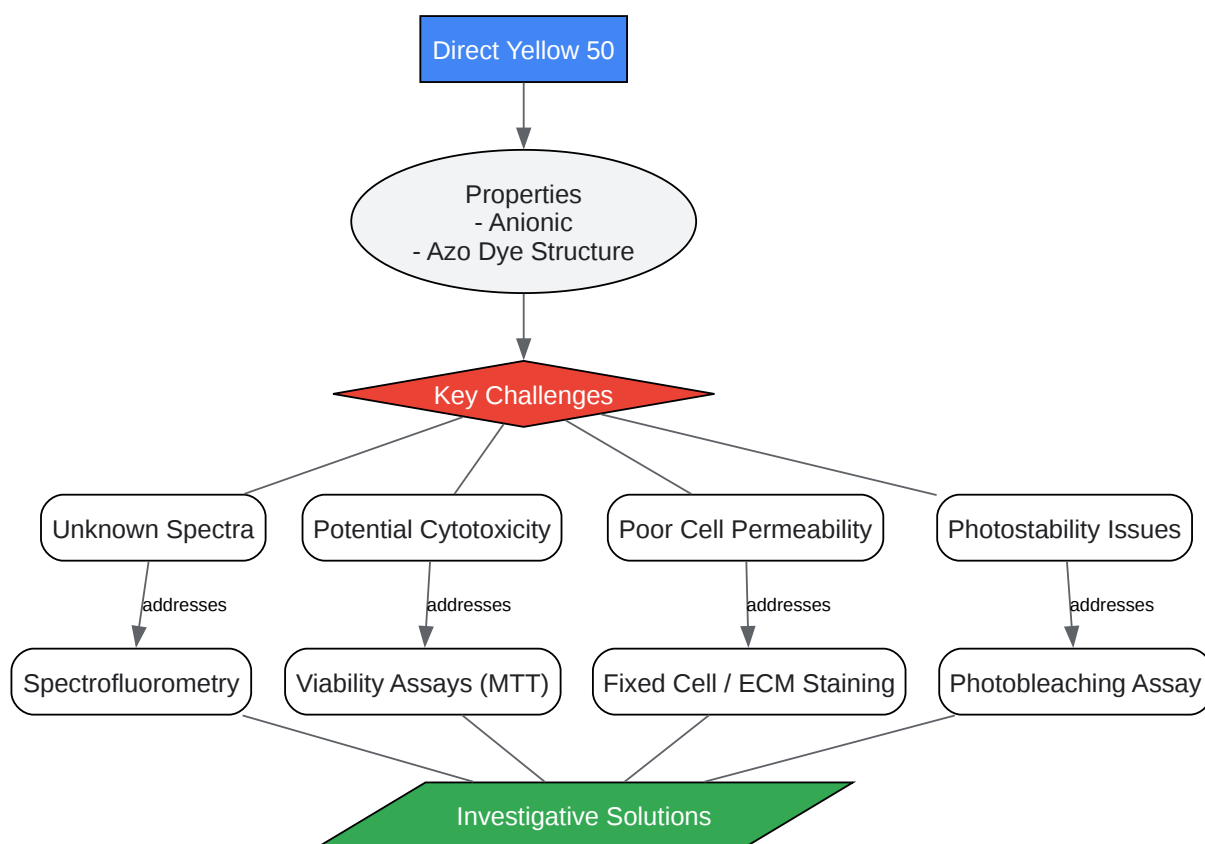 Direct Yellow 50
Properties
- Anionic
- Azo Dye Structure
Key Challenges
Unknown Spectra
Potential Cytotoxicity
Poor Cell Permeability
Photostability Issues
addresses
addresses
addresses
addresses
Spectrofluorometry
Viability Assays (MTT)
Fixed Cell / ECM Staining
Photobleaching Assay
Investigative Solutions